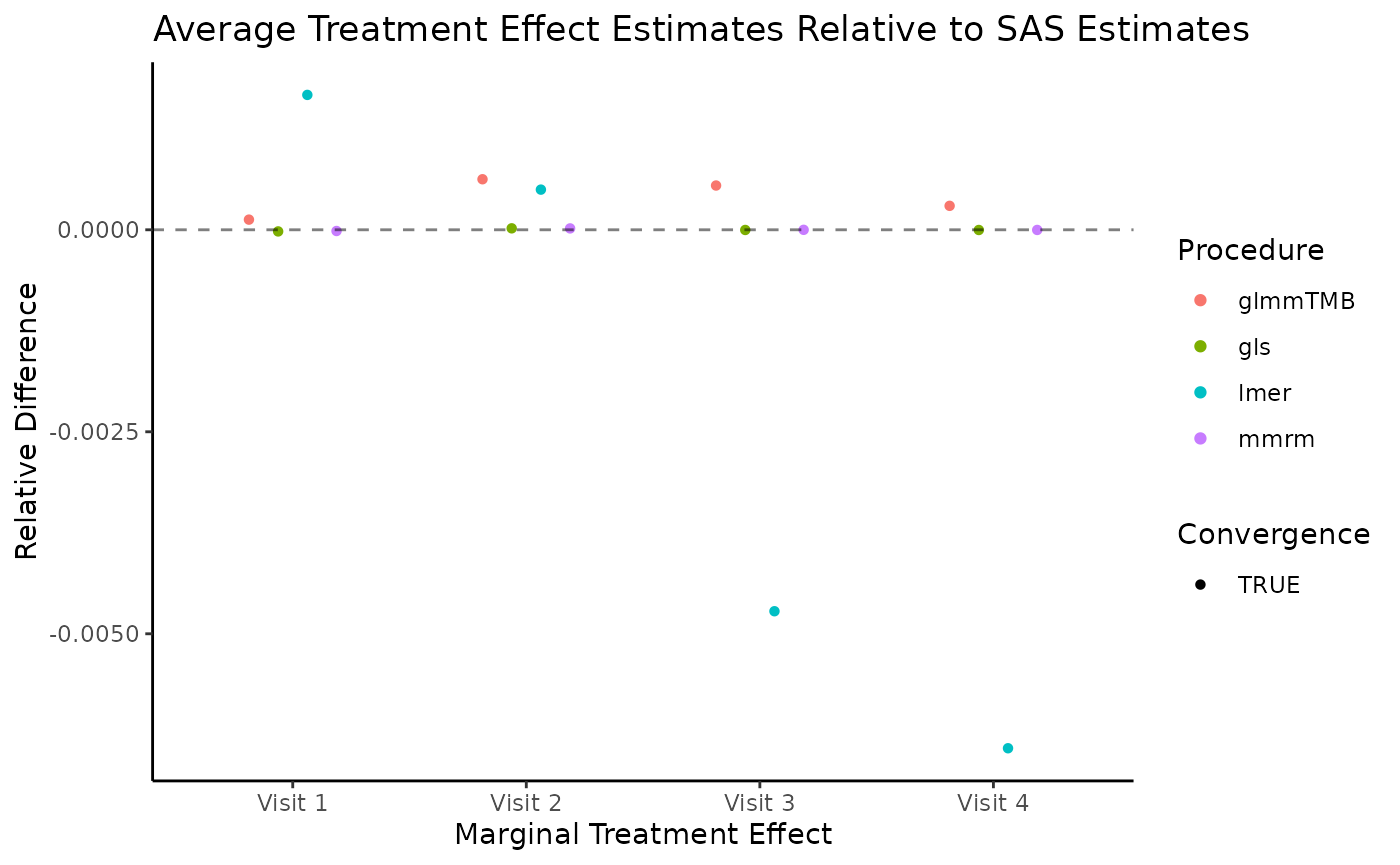 Average Treatment Effect Estimates Relative to SAS Estimates
Relative Difference
0.0000
-0.0025
-0.0050
Visit 1
Visit 2
Visit 3
Visit 4
Marginal Treatment Effect
Procedure
glmmTMB
gls
lmer
mmrm
Convergence
TRUE